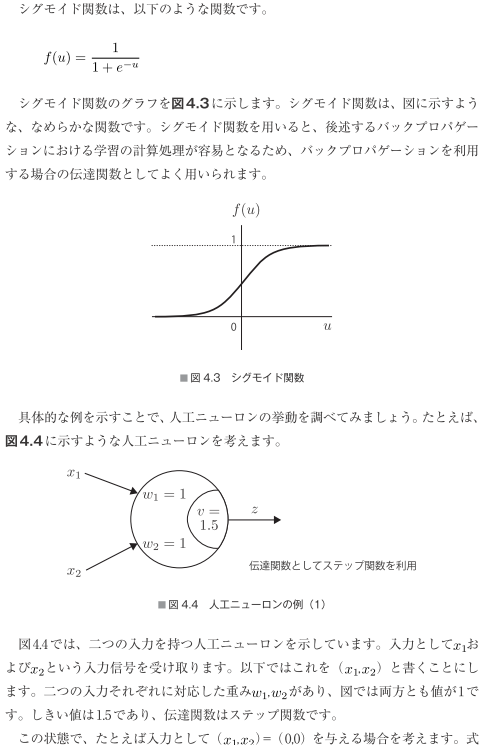 シグモイド関数は、以下のような関数です。
f(u) = 1 / (1 + e^{-u})
シグモイド関数のグラフを図4.3に示します。シグモイド関数は、図に示すよう
な、なめらかな関数です。シグモイド関数を用いると、後述するバックプロパゲー
ションにおける学習の計算処理が容易となるため、バックプロパゲーションを利用
する場合の伝達関数としてよく用いられます。
f(u)
1
0
u
■図 4.3 シグモイド関数
具体的な例を示すことで、人工ニューロンの挙動を調べてみましょう。たとえば、
図4.4に示すような人工ニューロンを考えます。
x₁
w₁ = 1
v =
1.5
z
w₂ = 1
x₂
伝達関数としてステップ関数を利用
■図 4.4 人工ニューロンの例（1）
図4.4では、二つの入力を持つ人工ニューロンを示しています。入力としてx₁お
よびx₂という入力信号を受け取ります。以下ではこれを（x₁,x₂）と書くことにし
ます。二つの入力それぞれに対応した重みw₁,w₂があり、図では両方とも値が1で
す。しきい値は1.5であり、伝達関数はステップ関数です。
この状態で、たとえば入力として（x₁,x₂)=（0,0）を与える場合を考えます。式